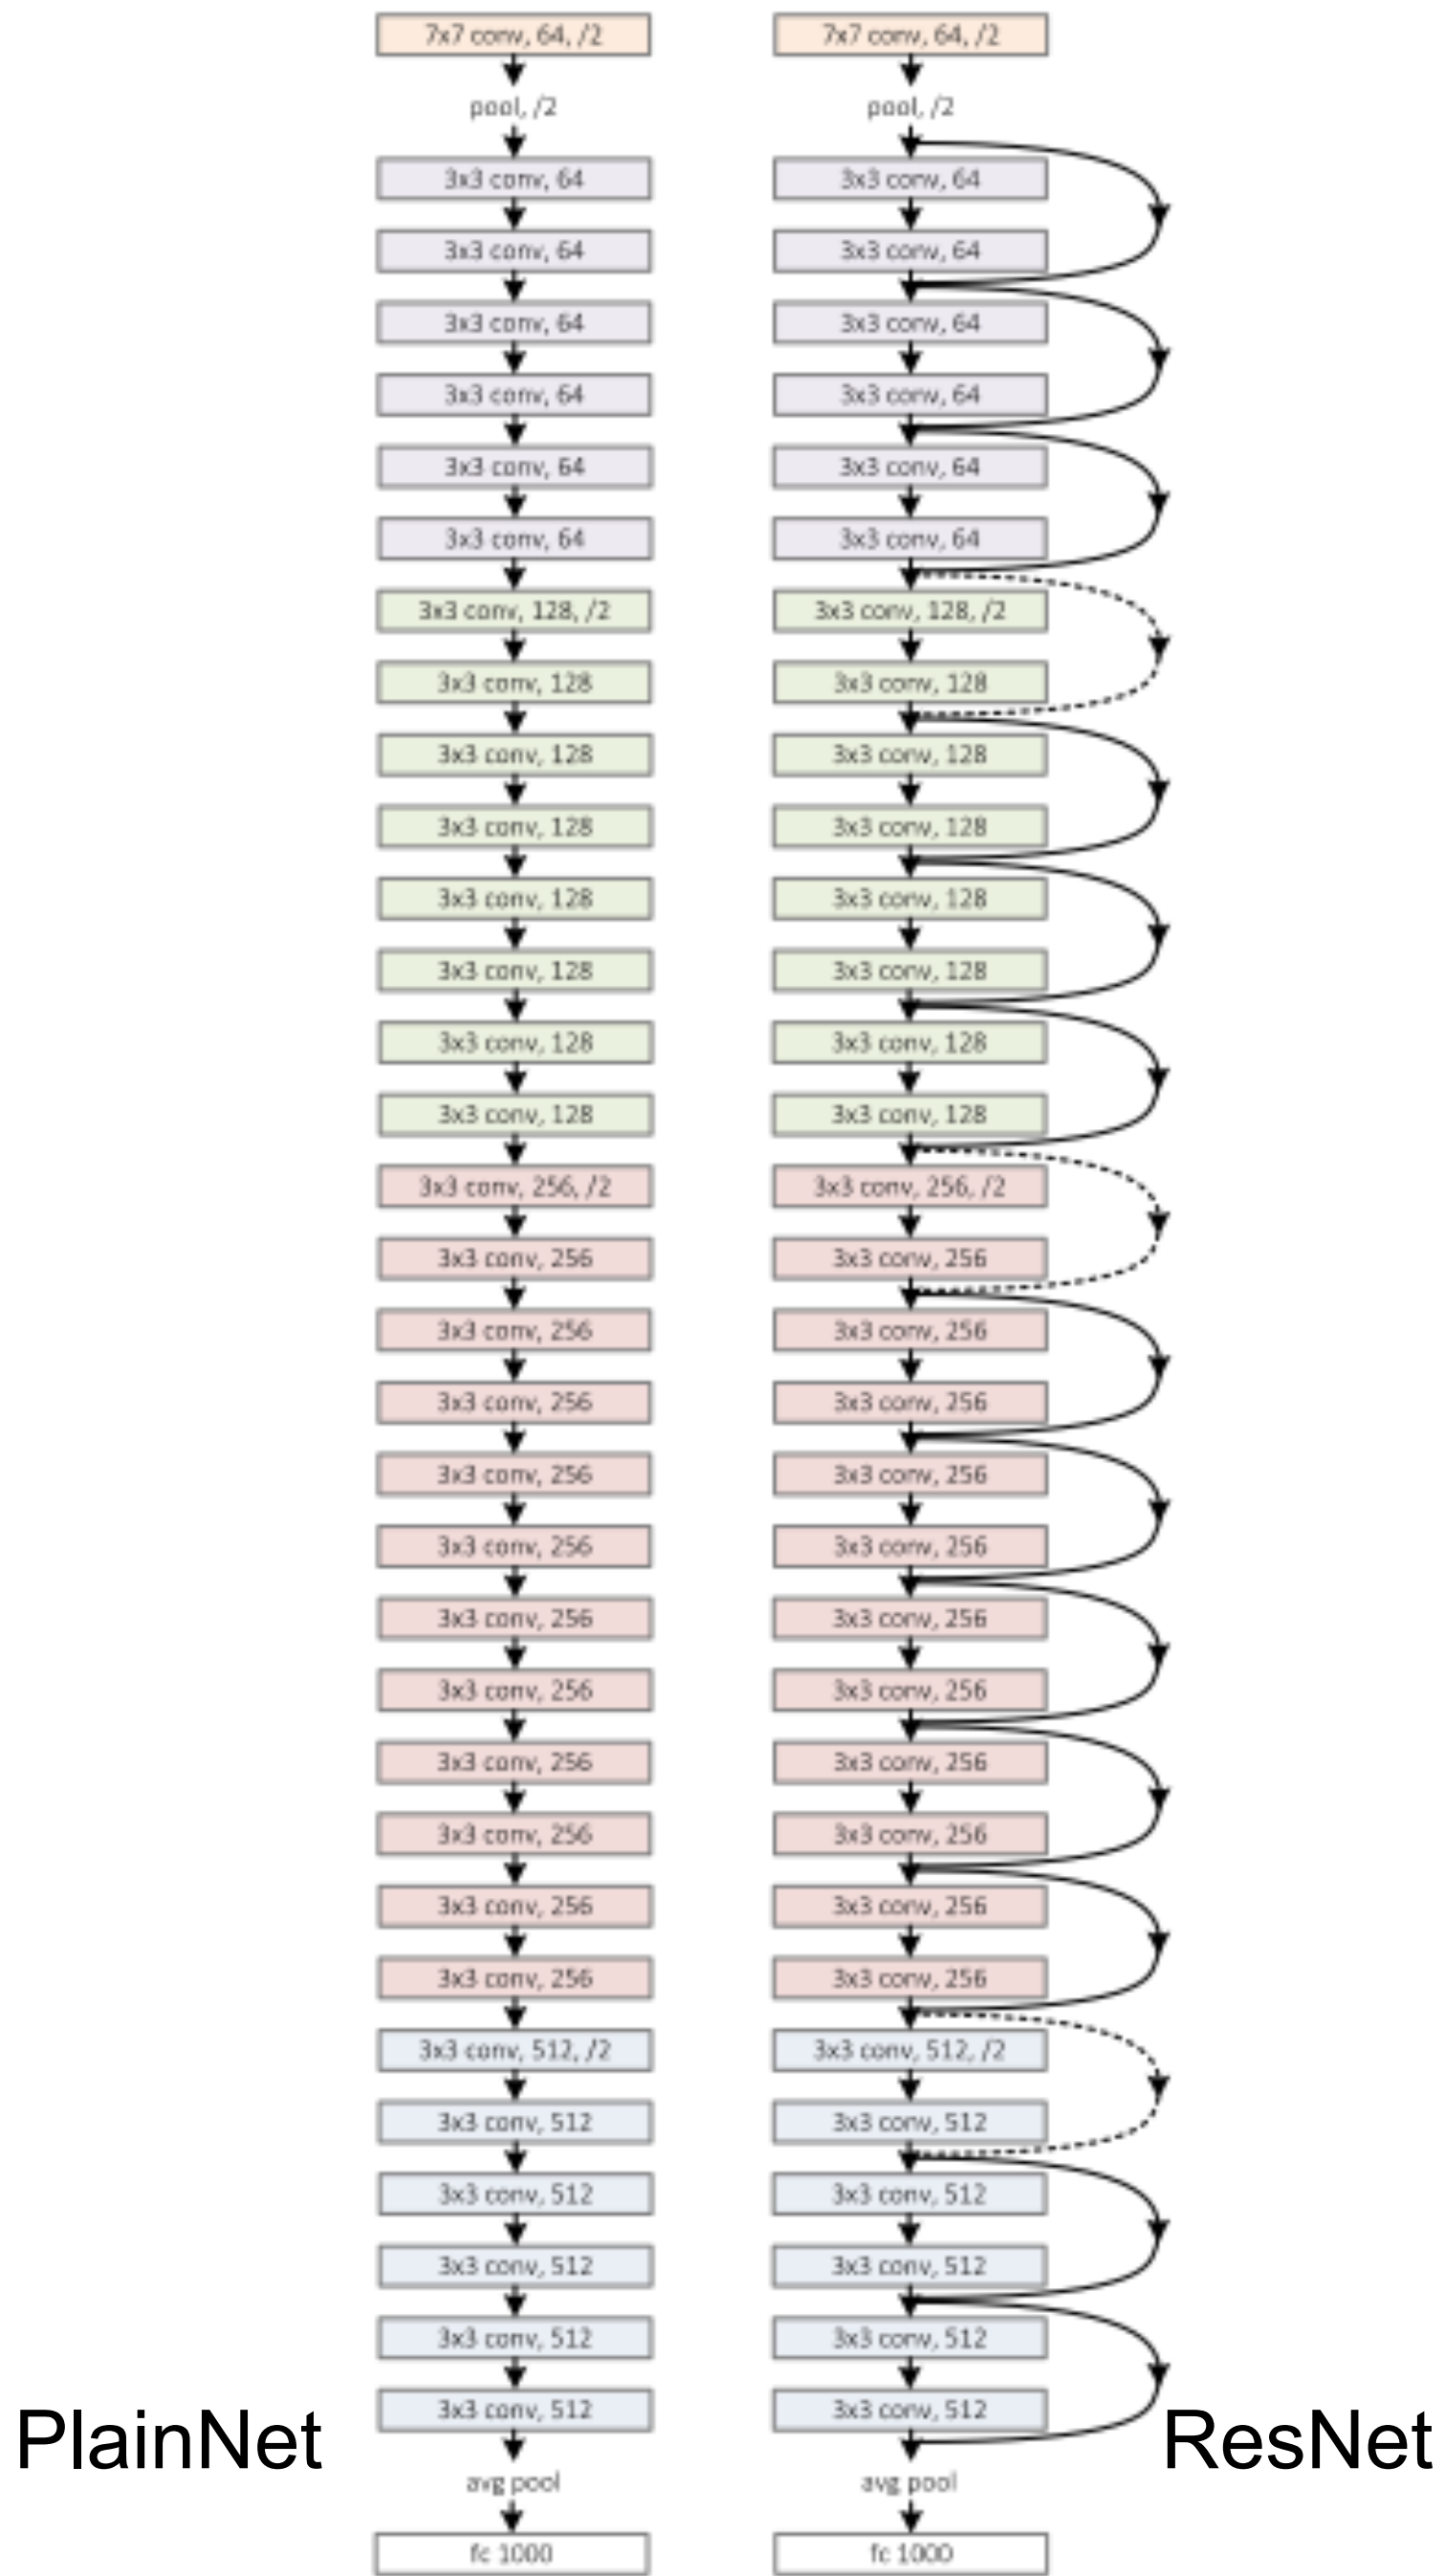 PlainNet
7x7 conv, 64, /2
pool, /2
3x3 conv, 64
3x3 conv, 64
3x3 conv, 64
3x3 conv, 64
3x3 conv, 64
3x3 conv, 64
3x3 conv, 128, /2
3x3 conv, 128
3x3 conv, 128
3x3 conv, 128
3x3 conv, 128
3x3 conv, 128
3x3 conv, 128
3x3 conv, 128
3x3 conv, 256, /2
3x3 conv, 256
3x3 conv, 256
3x3 conv, 256
3x3 conv, 256
3x3 conv, 256
3x3 conv, 256
3x3 conv, 256
3x3 conv, 256
3x3 conv, 256
3x3 conv, 256
3x3 conv, 256
3x3 conv, 512, /2
3x3 conv, 512
3x3 conv, 512
3x3 conv, 512
3x3 conv, 512
3x3 conv, 512
avg pool
fc 1000
7x7 conv, 64, /2
pool, /2
3x3 conv, 64
3x3 conv, 64
3x3 conv, 64
3x3 conv, 64
3x3 conv, 64
3x3 conv, 64
3x3 conv, 128, /2
3x3 conv, 128
3x3 conv, 128
3x3 conv, 128
3x3 conv, 128
3x3 conv, 128
3x3 conv, 128
3x3 conv, 128
3x3 conv, 256, /2
3x3 conv, 256
3x3 conv, 256
3x3 conv, 256
3x3 conv, 256
3x3 conv, 256
3x3 conv, 256
3x3 conv, 256
3x3 conv, 256
3x3 conv, 256
3x3 conv, 256
3x3 conv, 256
3x3 conv, 512, /2
3x3 conv, 512
3x3 conv, 512
3x3 conv, 512
3x3 conv, 512
3x3 conv, 512
avg pool
fc 1000
ResNet